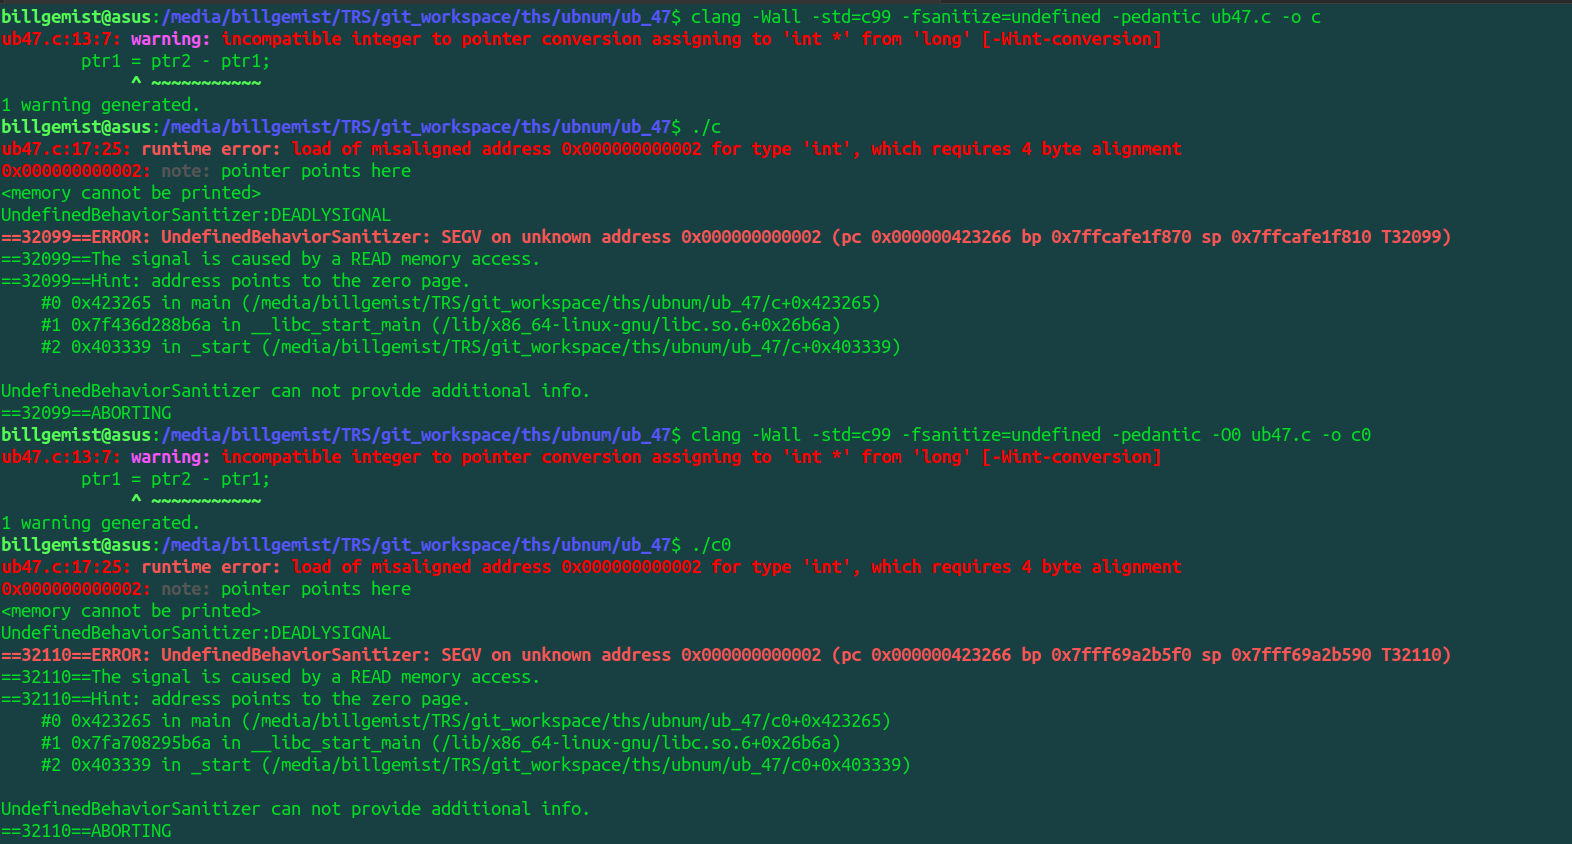 billgemist@asus:/media/billgemist/TRS/git_workspace/ths/ubnum/ub_47$ clang -Wall -std=c99 -fsanitize=undefined -pedantic ub47.c -o c
ub47.c:13:7: warning: incompatible integer to pointer conversion assigning to 'int *' from 'long' [-Wint-conversion]
        ptr1 = ptr2 - ptr1;
             ^ ~~~~~~~~~~~
1 warning generated.
billgemist@asus:/media/billgemist/TRS/git_workspace/ths/ubnum/ub_47$ ./c
ub47.c:17:25: runtime error: load of misaligned address 0x000000000002 for type 'int', which requires 4 byte alignment
0x000000000002: note: pointer points here
<memory cannot be printed>
UndefinedBehaviorSanitizer:DEADLYSIGNAL
==32099==ERROR: UndefinedBehaviorSanitizer: SEGV on unknown address 0x000000000002 (pc 0x000000423266 bp 0x7ffcafe1f870 sp 0x7ffcafe1f810 T32099)
==32099==The signal is caused by a READ memory access.
==32099==Hint: address points to the zero page.
    #0 0x423265 in main (/media/billgemist/TRS/git_workspace/ths/ubnum/ub_47/c+0x423265)
    #1 0x7f436d288b6a in __libc_start_main (/lib/x86_64-linux-gnu/libc.so.6+0x26b6a)
    #2 0x403339 in _start (/media/billgemist/TRS/git_workspace/ths/ubnum/ub_47/c+0x403339)

UndefinedBehaviorSanitizer can not provide additional info.
==32099==ABORTING
billgemist@asus:/media/billgemist/TRS/git_workspace/ths/ubnum/ub_47$ clang -Wall -std=c99 -fsanitize=undefined -pedantic -O0 ub47.c -o c0
ub47.c:13:7: warning: incompatible integer to pointer conversion assigning to 'int *' from 'long' [-Wint-conversion]
        ptr1 = ptr2 - ptr1;
             ^ ~~~~~~~~~~~
1 warning generated.
billgemist@asus:/media/billgemist/TRS/git_workspace/ths/ubnum/ub_47$ ./c0
ub47.c:17:25: runtime error: load of misaligned address 0x000000000002 for type 'int', which requires 4 byte alignment
0x000000000002: note: pointer points here
<memory cannot be printed>
UndefinedBehaviorSanitizer:DEADLYSIGNAL
==32110==ERROR: UndefinedBehaviorSanitizer: SEGV on unknown address 0x000000000002 (pc 0x000000423266 bp 0x7fff69a2b5f0 sp 0x7fff69a2b590 T32110)
==32110==The signal is caused by a READ memory access.
==32110==Hint: address points to the zero page.
    #0 0x423265 in main (/media/billgemist/TRS/git_workspace/ths/ubnum/ub_47/c0+0x423265)
    #1 0x7fa708295b6a in __libc_start_main (/lib/x86_64-linux-gnu/libc.so.6+0x26b6a)
    #2 0x403339 in _start (/media/billgemist/TRS/git_workspace/ths/ubnum/ub_47/c0+0x403339)

UndefinedBehaviorSanitizer can not provide additional info.
==32110==ABORTING